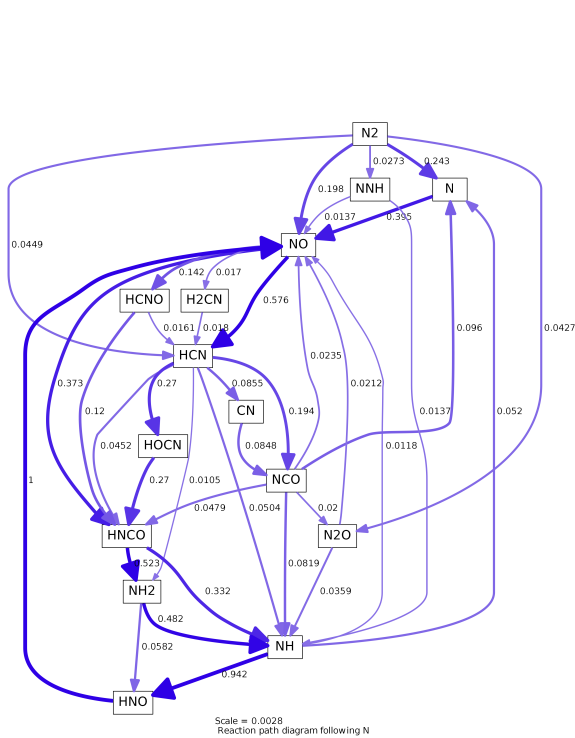 N2
0.0273
0.243
0.198
NNH
N
0.0137
0.395
NO
0.0449
0.142
0.017
HCNO
H2CN
0.576
0.0161
0.018
0.096
0.0427
HCN
0.0235
0.373
0.27
0.0855
0.0212
0.12
CN
0.194
0.0137
0.052
0.0452
HOCN
0.0848
0.0118
0.27
1
0.0105
NCO
0.0479
0.0504
0.02
HNCO
N2O
0.523
0.0819
NH2
0.332
0.0359
0.482
0.0582
NH
0.942
HNO
Scale = 0.0028
Reaction path diagram following N